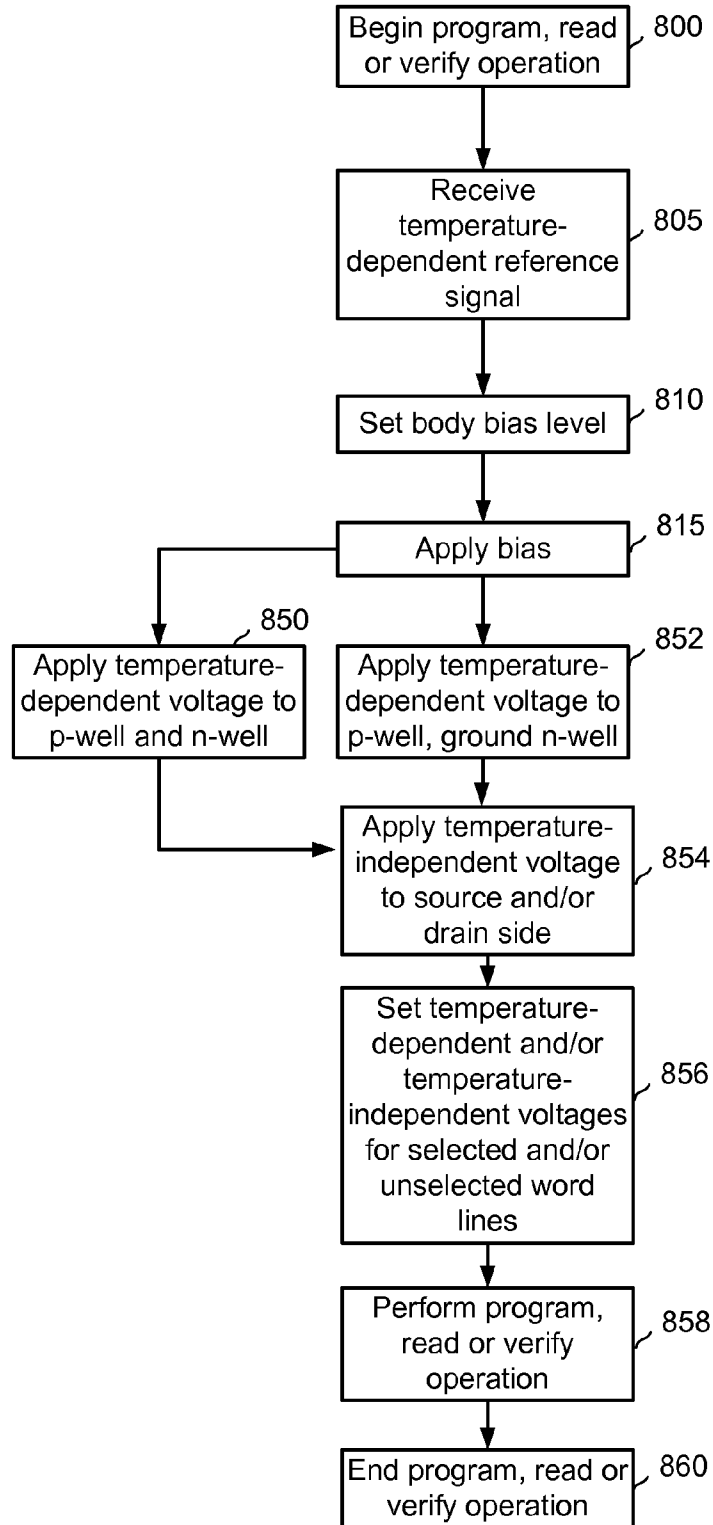 Begin program, read
or verify operation
800
Receive
temperature-
dependent reference
signal
805
Set body bias level
810
Apply bias
815
850
Apply temperature-
dependent voltage to
p-well and n-well
852
Apply temperature-
dependent voltage to
p-well, ground n-well
Apply temperature-
independent voltage
to source and/or
drain side
854
Set temperature-
dependent and/or
temperature-
independent voltages
for selected and/or
unselected word
lines
856
Perform program,
read or verify
operation
858
End program, read or
verify operation
860